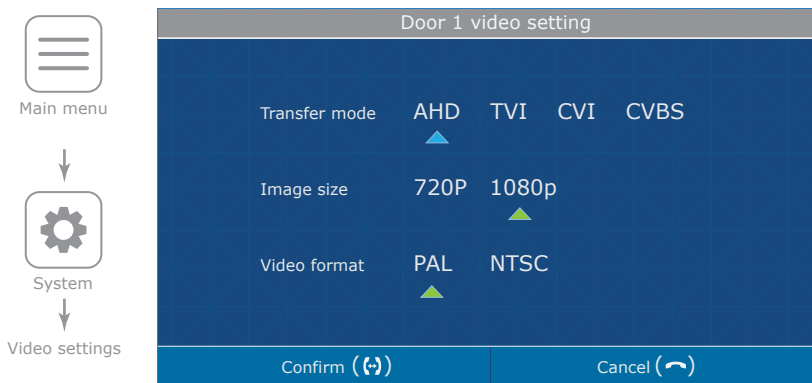 Main menu
System
Video settings
Door 1 video setting
Transfer mode AHD TVI CVI CVBS
Image size 720P 1080p
Video format PAL NTSC
Confirm ( )
Cancel ( )